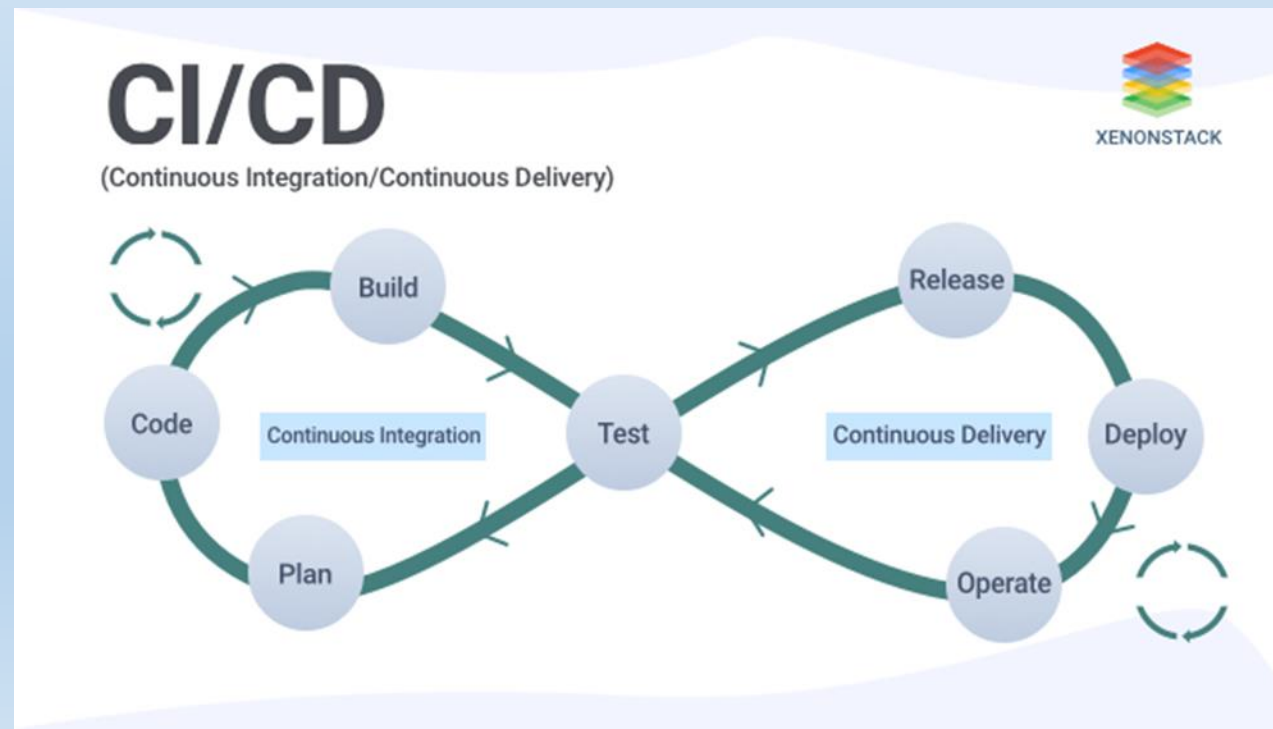 CI/CD
XENONSTACK
(Continuous Integration/Continuous Delivery)
Build
Release
Code
Continuous Integration
Test
Continuous Delivery
Deploy
Plan
Operate